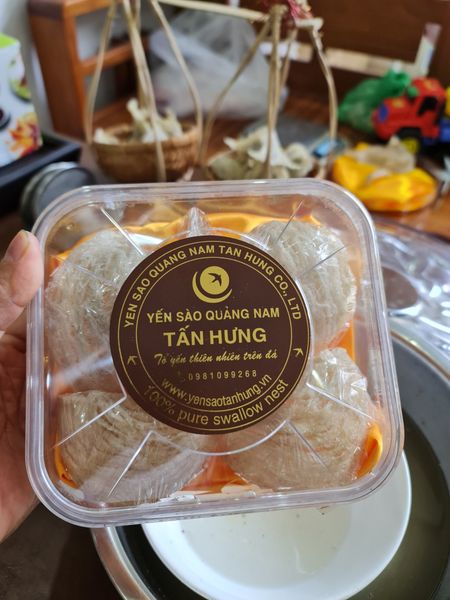 YEN SAO QUANG NAM TAN HUNG CO., LTD
YẾN SÀO QUẢNG NAM
TẤN HƯNG
Tổ yến thiên nhiên trên đá
0981099268
www.yensaotanhung.vn
100% pure swallow nest